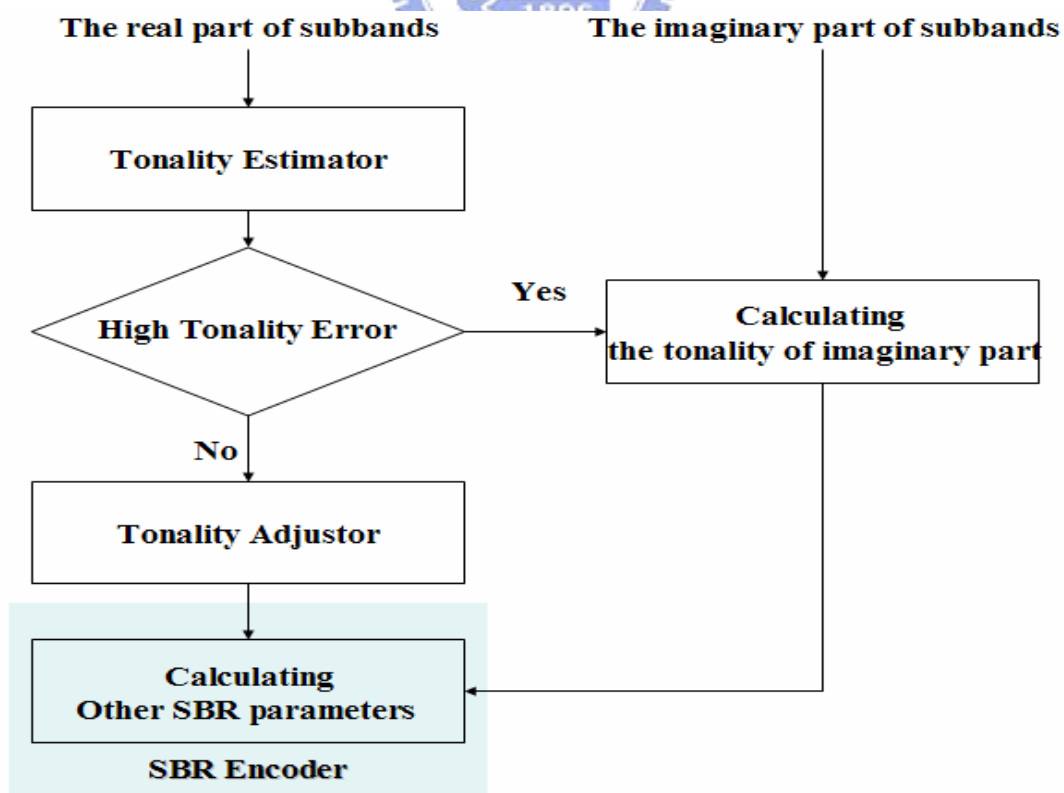 1896
The real part of subbands
The imaginary part of subbands
Tonality Estimator
High Tonality Error
Yes
Calculating
the tonality of imaginary part
No
Tonality Adjustor
Calculating
Other SBR parameters
SBR Encoder